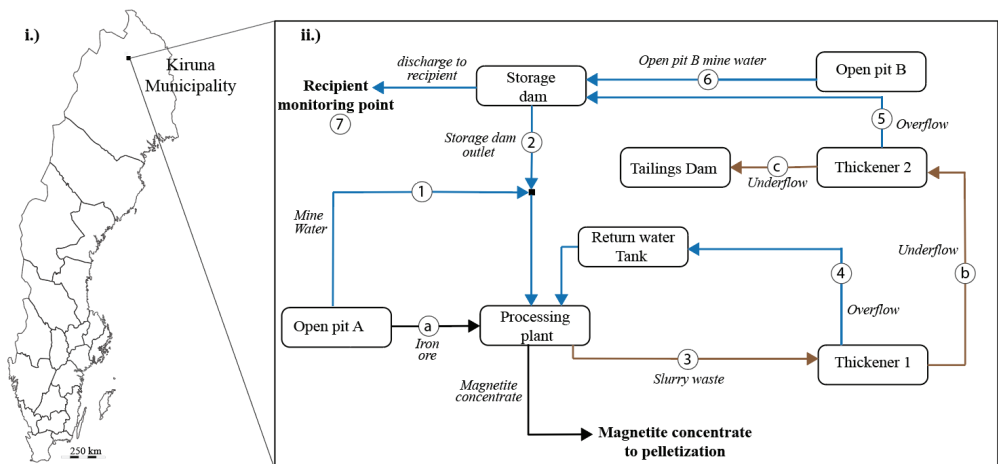 i.)
Kiruna
Municipality
250 km
ii.)
discharge to
recipient
Recipient
monitoring point
7
Storage
dam
Open pit B mine water
6
Open pit B
5
Overflow
Storage dam
outlet
2
Tailings Dam
c
Underflow
Thickener 2
1
Mine
Water
Return water
Tank
4
Overflow
Underflow
b
Open pit A
a
Iron
ore
Processing
plant
3
Slurry waste
Thickener 1
Magnetite
concentrate
Magnetite concentrate
to pelletization